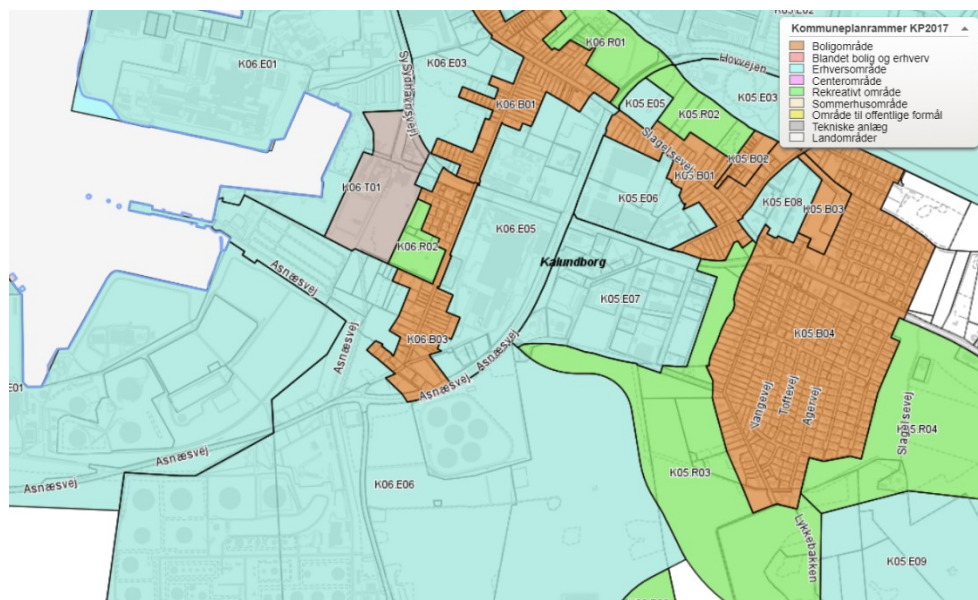 K05 E02
Kommuneplanrammer KP2017
Boligområde
Blandet bolig og erhverv
Erhversområde
Centerområde
Rekreativt område
Sommerhusområde
Område til offentlige formål
Tekniske anlæg
Landområder
K06 R01
K06 E01
K06 E03
Hovvejen
K05 E03
K06 B01
K05 E05
K05 R02
Slagelsevej
K05 B02
K05 B01
K06 T01
K05 E06
K05 E08
K05 B03
K06 E05
K06 R02
Kalundborg
Asnæsvej
K05 E07
K06 B03
Asnæsvej
Asnæsvej
K05 B04
E01
Asnæsvej
Vangevej
Toftevej
Agervej
Slagelsevej
K05 R04
Asnæsvej
Asnæsvej
K06 E06
K05 R03
Lykkebakken
K05 E09